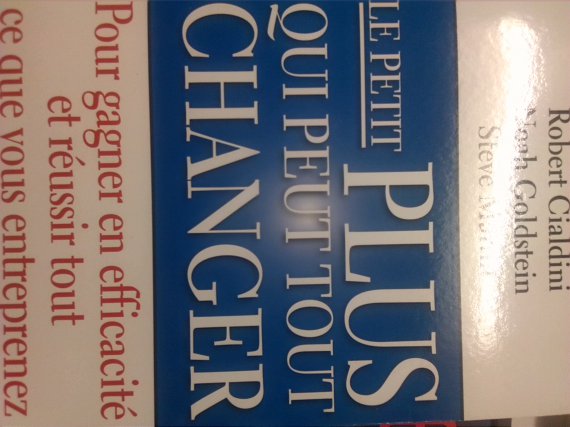 Robert Cialdini
Noah Goldstein
Steve
LE PETIT PLUS
QUI PEUT TOUT
CHANGER
Pour gagner en efficacité
et réussir tout
ce que vous entreprenez